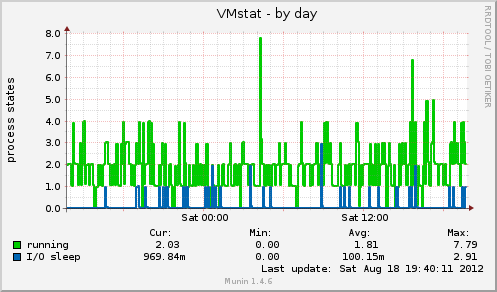 VMstat - by day
RRDTOOL / TOBI OETIKER
process states
8.0
7.0
6.0
5.0
4.0
3.0
2.0
1.0
0.0
Sat 00:00 Sat 12:00
Cur: Min: Avg: Max:
running 2.03 0.00 1.81 7.79
I/O sleep 969.84m 0.00 100.15m 2.91
Last update: Sat Aug 18 19:40:11 2012
Munin 1.4.6